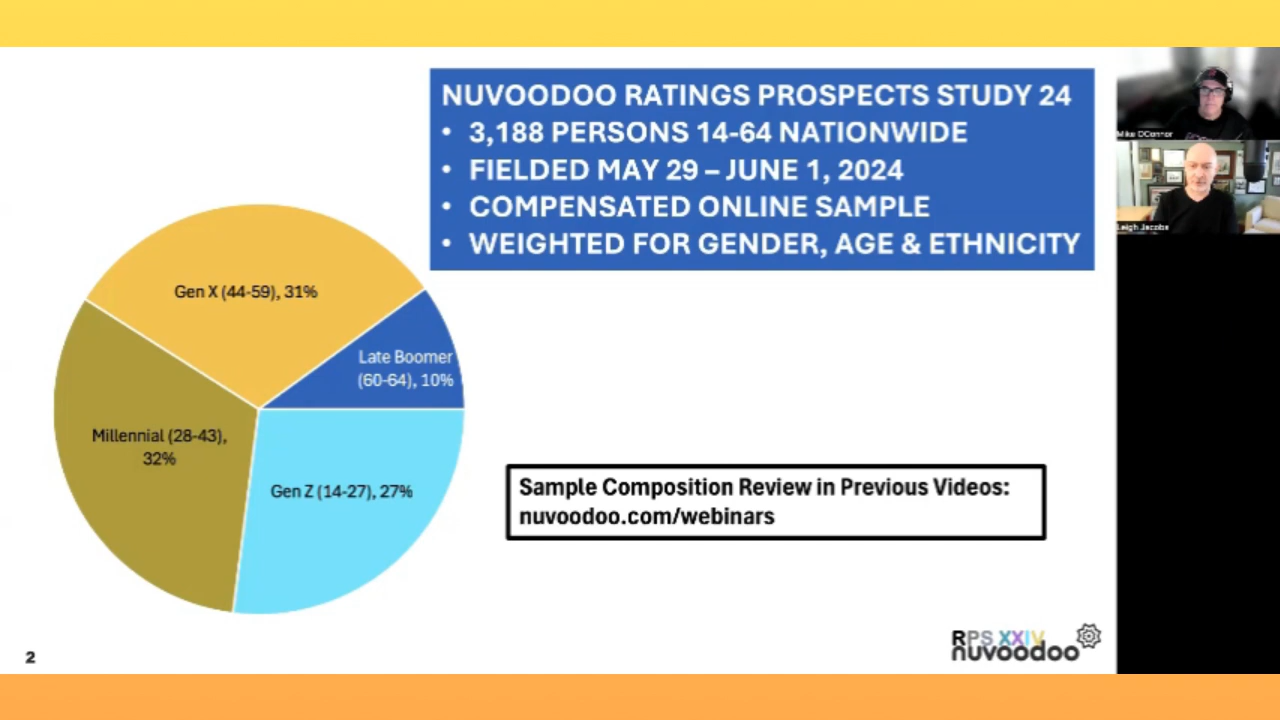 NUVOODOO RATINGS PROSPECTS STUDY 24
• 3,188 PERSONS 14-64 NATIONWIDE
• FIELDED MAY 29 – JUNE 1, 2024
• COMPENSATED ONLINE SAMPLE
• WEIGHTED FOR GENDER, AGE & ETHNICITY
Mike OConnor
Leigh Jacobs
Gen X (44-59), 31%
Late Boomer
(60-64), 10%
Millennial (28-43),
32%
Gen Z (14-27), 27%
Sample Composition Review in Previous Videos:
nuvoodoo.com/webinars
RPS XXIV
nuvoodoo
2